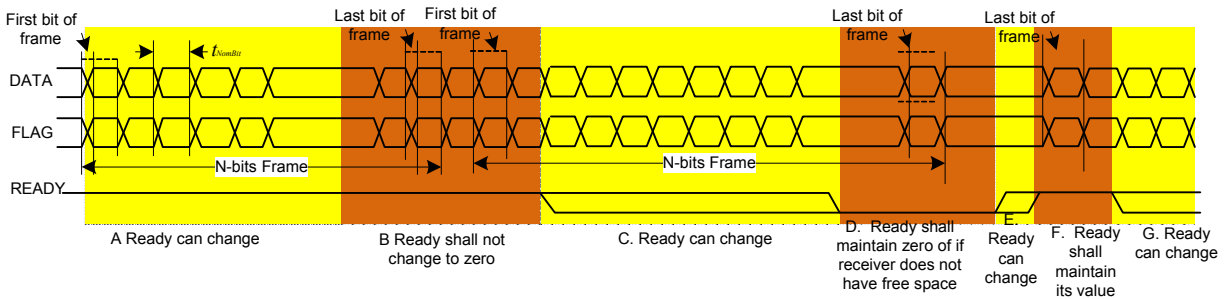 First bit of
frame
t NomBit
Last bit of
frame
First bit of
frame
Last bit of
frame
Last bit of
frame
DATA
FLAG
N-bits Frame
N-bits Frame
READY
A Ready can change
B Ready shall not
change to zero
C. Ready can change
D. Ready shall
maintain zero of if
receiver does not
have free space
E.
Ready
can
change
F. Ready
shall
maintain
its value
G. Ready
can change